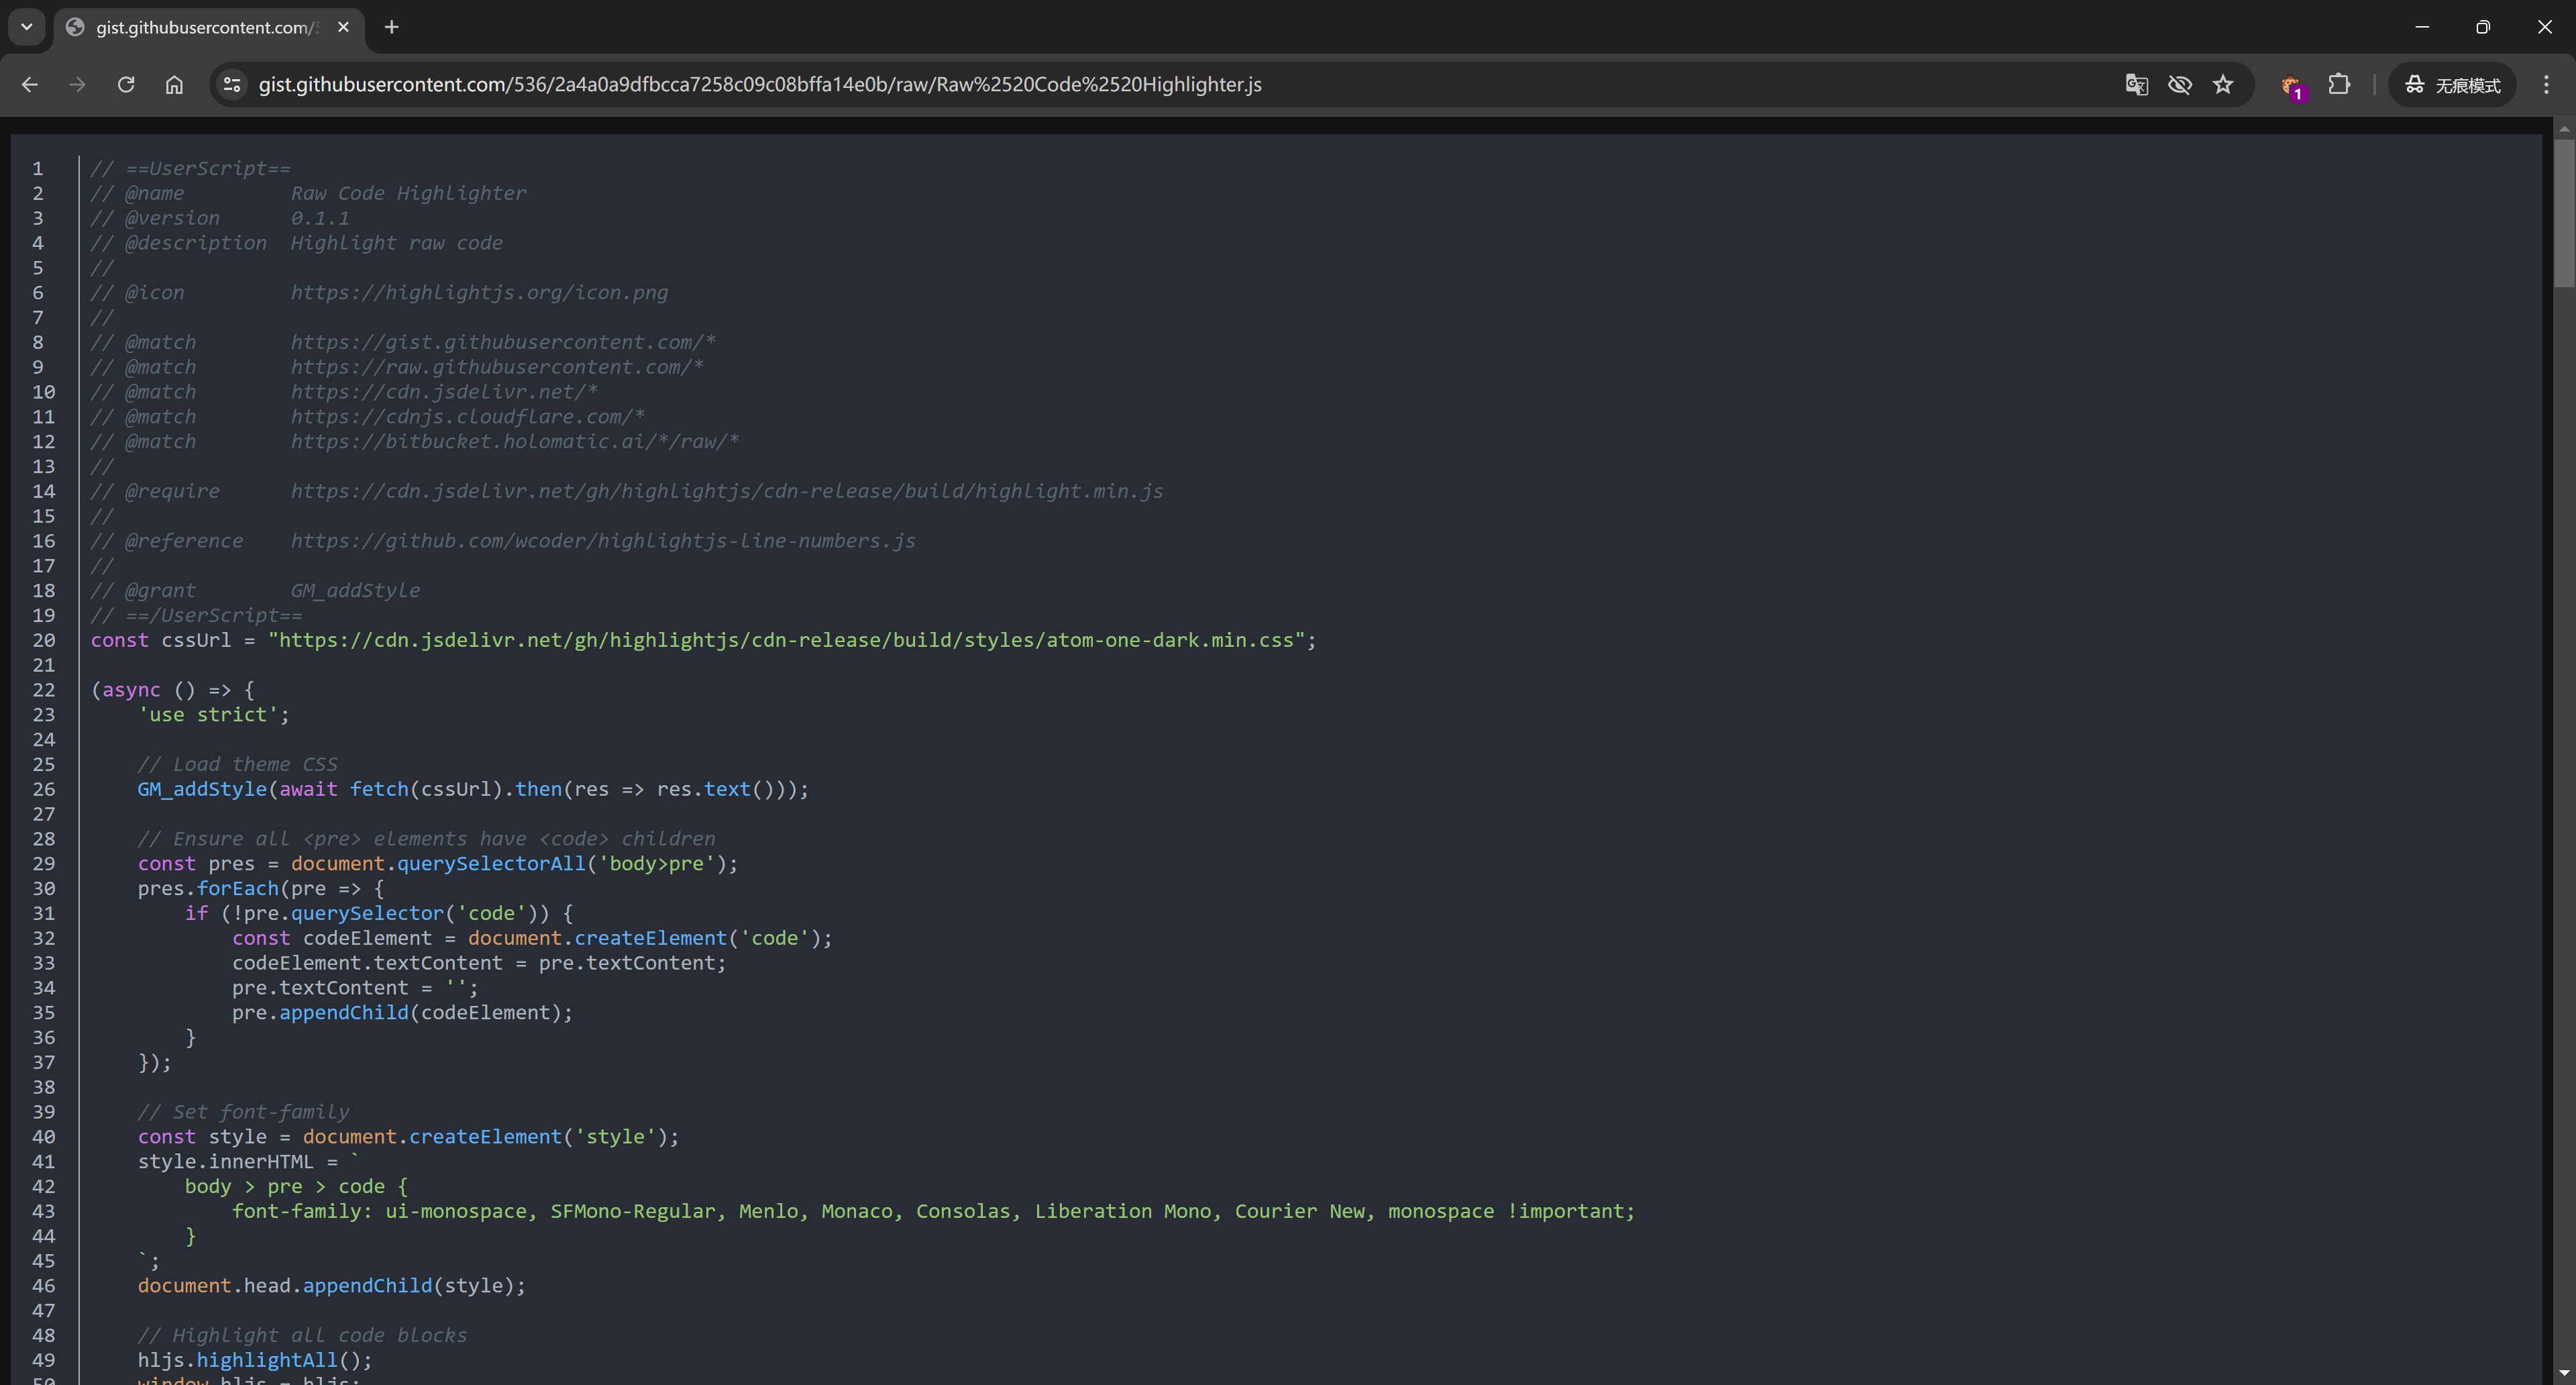 gist.githubusercontent.com/
gist.githubusercontent.com/536/2a4a0a9dfbcca7258c09c08bffa14e0b/raw/Raw%2520Code%2520Highlighter.js
1
无痕模式
1 // ==UserScript==
2 // @name         Raw Code Highlighter
3 // @version      0.1.1
4 // @description  Highlight raw code
5 //
6 // @icon         https://highlightjs.org/icon.png
7 //
8 // @match        https://gist.githubusercontent.com/*
9 // @match        https://raw.githubusercontent.com/*
10 // @match        https://cdn.jsdelivr.net/*
11 // @match        https://cdnjs.cloudflare.com/*
12 // @match        https://bitbucket.holomatic.ai/*/raw/*
13 //
14 // @require      https://cdn.jsdelivr.net/gh/highlightjs/cdn-release/build/highlight.min.js
15 //
16 // @reference    https://github.com/wcoder/highlightjs-line-numbers.js
17 //
18 // @grant        GM_addStyle
19 // ==/UserScript==
20 const cssUrl = "https://cdn.jsdelivr.net/gh/highlightjs/cdn-release/build/styles/atom-one-dark.min.css";
21
22 (async () => {
23     'use strict';
24
25     // Load theme CSS
26     GM_addStyle(await fetch(cssUrl).then(res => res.text()));
27
28     // Ensure all <pre> elements have <code> children
29     const pres = document.querySelectorAll('body>pre');
30     pres.forEach(pre => {
31         if (!pre.querySelector('code')) {
32             const codeElement = document.createElement('code');
33             codeElement.textContent = pre.textContent;
34             pre.textContent = '';
35             pre.appendChild(codeElement);
36         }
37     });
38
39     // Set font-family
40     const style = document.createElement('style');
41     style.innerHTML = `
42         body > pre > code {
43             font-family: ui-monospace, SFMono-Regular, Menlo, Monaco, Consolas, Liberation Mono, Courier New, monospace !important;
44         }
45     `;
46     document.head.appendChild(style);
47
48     // Highlight all code blocks
49     hljs.highlightAll();
50     window.hljs = hljs;